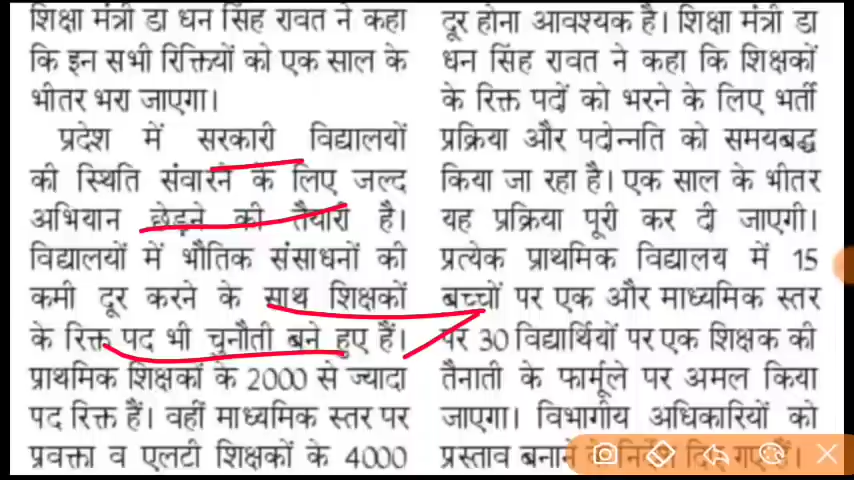 शिक्षा मंत्री डा धन सिंह रावत ने कहा
कि इन सभी रिक्तियों को एक साल के
भीतर भरा जाएगा।
प्रदेश में सरकारी विद्यालयों
की स्थिति संवारने के लिए जल्द
अभियान छेड़ने की तैयारी है।
विद्यालयों में भौतिक संसाधनों की
कमी दूर करने के साथ शिक्षकों
के रिक्त पद भी चुनौती बने हुए हैं।
प्राथमिक शिक्षकों के 2000 से ज्यादा
पद रिक्त हैं। वहीं माध्यमिक स्तर पर
प्रवक्ता व एलटी शिक्षकों के 4000
दूर होना आवश्यक है। शिक्षा मंत्री डा
धन सिंह रावत ने कहा कि शिक्षकों
के रिक्त पदों को भरने के लिए भर्ती
प्रक्रिया और पदोन्नति को समयबद्ध
किया जा रहा है। एक साल के भीतर
यह प्रक्रिया पूरी कर दी जाएगी।
प्रत्येक प्राथमिक विद्यालय में 15
बच्चों पर एक और माध्यमिक स्तर
पर 30 विद्यार्थियों पर एक शिक्षक की
तैनाती के फार्मूले पर अमल किया
जाएगा। विभागीय अधिकारियों को
प्रस्ताव बनाने के निर्देश दिए गए हैं।